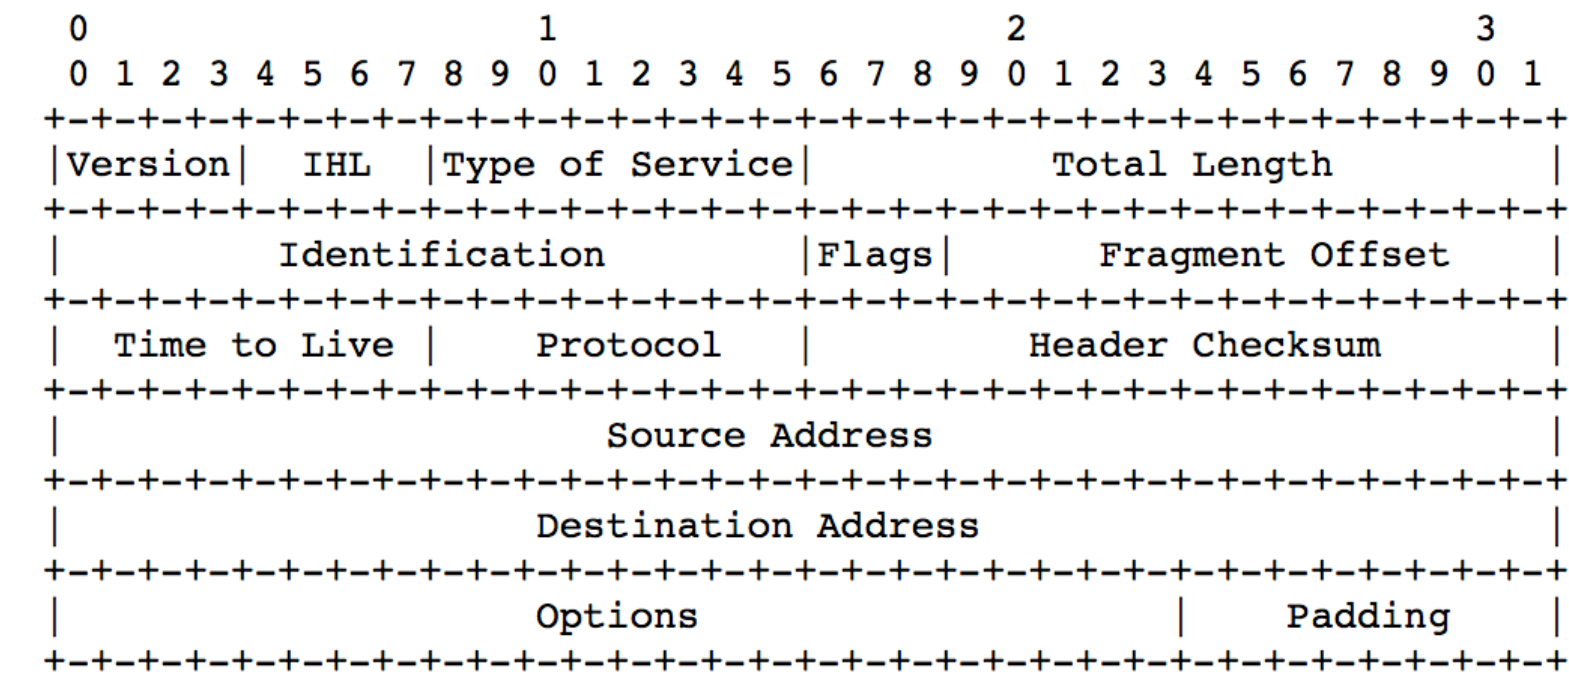 0                   1                   2                   3
0 1 2 3 4 5 6 7 8 9 0 1 2 3 4 5 6 7 8 9 0 1 2 3 4 5 6 7 8 9 0 1
+-+-+-+-+-+-+-+-+-+-+-+-+-+-+-+-+-+-+-+-+-+-+-+-+-+-+-+-+-+-+-+-+
|Version|  IHL  |Type of Service|          Total Length         |
+-+-+-+-+-+-+-+-+-+-+-+-+-+-+-+-+-+-+-+-+-+-+-+-+-+-+-+-+-+-+-+-+
|         Identification        |Flags|      Fragment Offset    |
+-+-+-+-+-+-+-+-+-+-+-+-+-+-+-+-+-+-+-+-+-+-+-+-+-+-+-+-+-+-+-+-+
|  Time to Live |    Protocol   |         Header Checksum       |
+-+-+-+-+-+-+-+-+-+-+-+-+-+-+-+-+-+-+-+-+-+-+-+-+-+-+-+-+-+-+-+-+
|                       Source Address                          |
+-+-+-+-+-+-+-+-+-+-+-+-+-+-+-+-+-+-+-+-+-+-+-+-+-+-+-+-+-+-+-+-+
|                    Destination Address                        |
+-+-+-+-+-+-+-+-+-+-+-+-+-+-+-+-+-+-+-+-+-+-+-+-+-+-+-+-+-+-+-+-+
|                    Options                    |    Padding    |
+-+-+-+-+-+-+-+-+-+-+-+-+-+-+-+-+-+-+-+-+-+-+-+-+-+-+-+-+-+-+-+-+